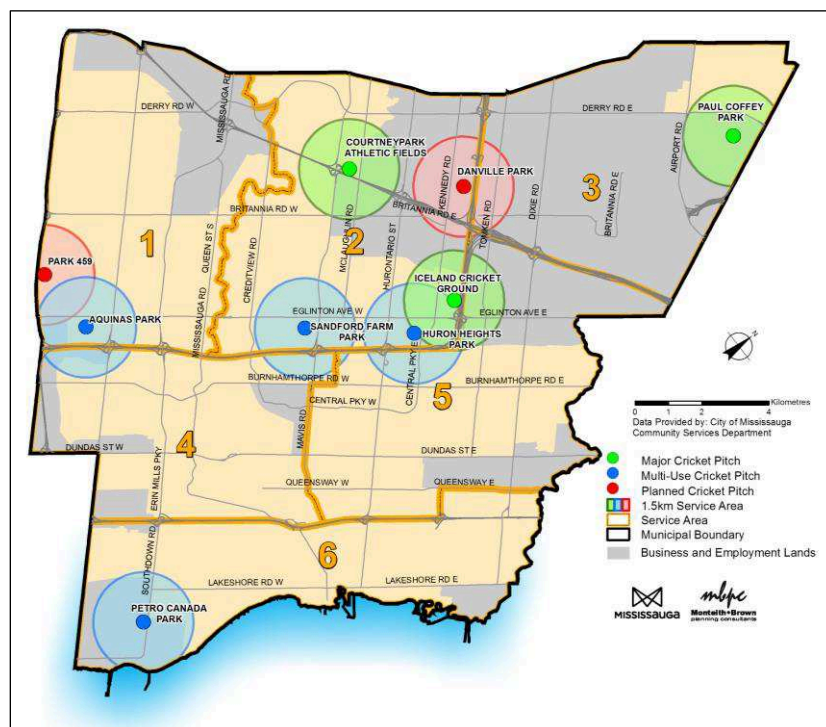 MISSISSAUGA RD
DERRY RD W
DERRY RD E
PAUL COFFEY
PARK
COURTNEYPARK
ATHLETIC FIELDS
KENNEDY RD
DANVILLE PARK
AIRPORT RD
3
TOMKEN RD
DIXIE RD
BRITANNIA RD E
BRITANNIA RD W
BRITANNIA RD E
MCLAUGHLIN RD
HURONTARIO ST
QUEEN ST S
CREDITVIEW RD
1
2
PARK 459
ICELAND CRICKET
GROUND
MISSISSAUGA RD
AQUINAS PARK
EGLINTON AVE W
EGLINTON AVE E
SANDFORD FARM
PARK
HURON HEIGHTS
PARK
CENTRAL PKY E
BURNHAMTHORPE RD W
BURNHAMTHORPE RD E
CENTRAL PKY W
5
MAVIS RD
4
DUNDAS ST W
DUNDAS ST E
ERIN MILLS PKY
QUEENSWAY W
QUEENSWAY E
6
SOUTHDOWN RD
LAKESHORE RD W
LAKESHORE RD E
PETRO CANADA
PARK
N
0 1 2 4 Kilometres
Data Provided by: City of Mississauga
Community Services Department
Major Cricket Pitch
Multi-Use Cricket Pitch
Planned Cricket Pitch
1.5km Service Area
Service Area
Municipal Boundary
Business and Employment Lands
MISSISSAUGA
mbpc
Monteith+Brown
planning consultants